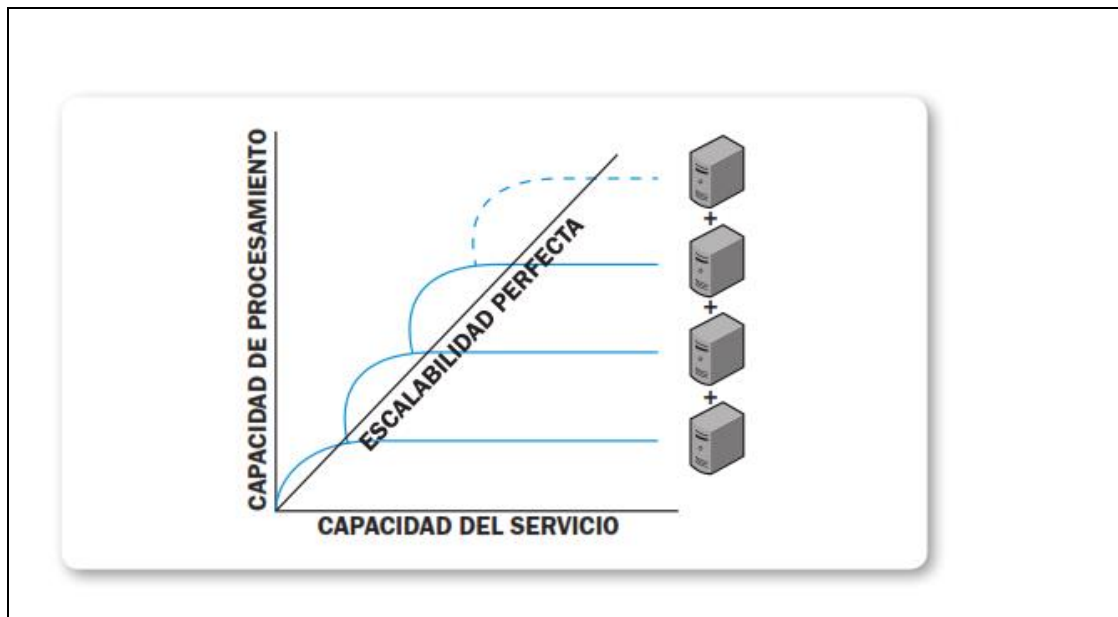 CAPACIDAD DE PROCESAMIENTO
ESCALABILIDAD PERFECTA
+
+
+
CAPACIDAD DEL SERVICIO